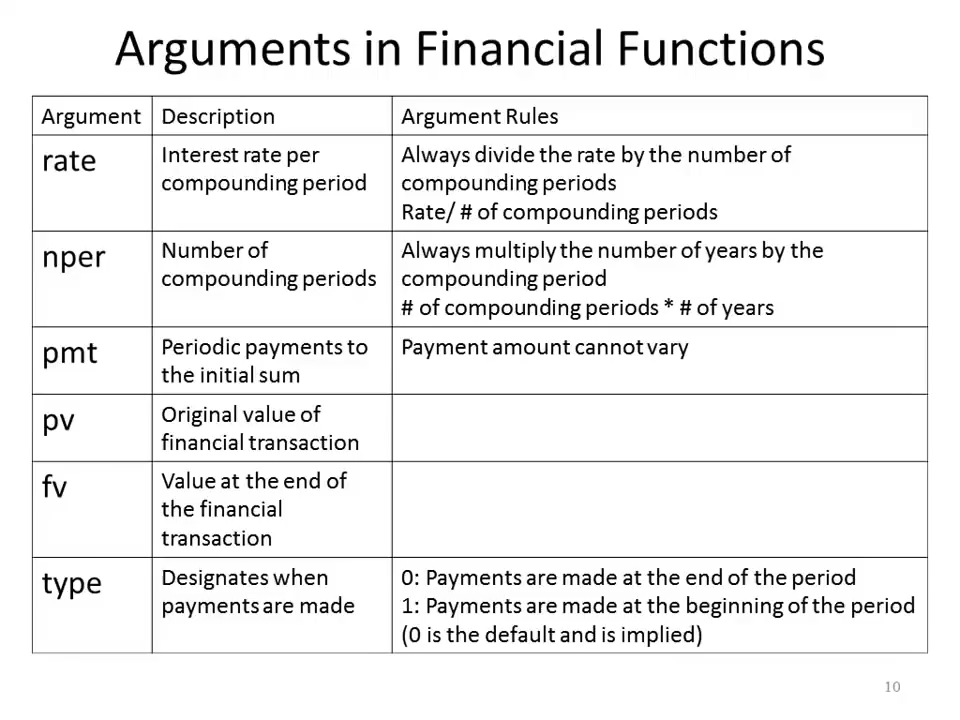 Arguments in Financial Functions
Argument Description Argument Rules
rate
Interest rate per
compounding period
Always divide the rate by the number of
compounding periods
Rate/ # of compounding periods
nper
Number of
compounding periods
Always multiply the number of years by the
compounding period
# of compounding periods * # of years
pmt
Periodic payments to
the initial sum
Payment amount cannot vary
pv
Original value of
financial transaction
fv
Value at the end of
the financial
transaction
type
Designates when
payments are made
0: Payments are made at the end of the period
1: Payments are made at the beginning of the period
(0 is the default and is implied)
10